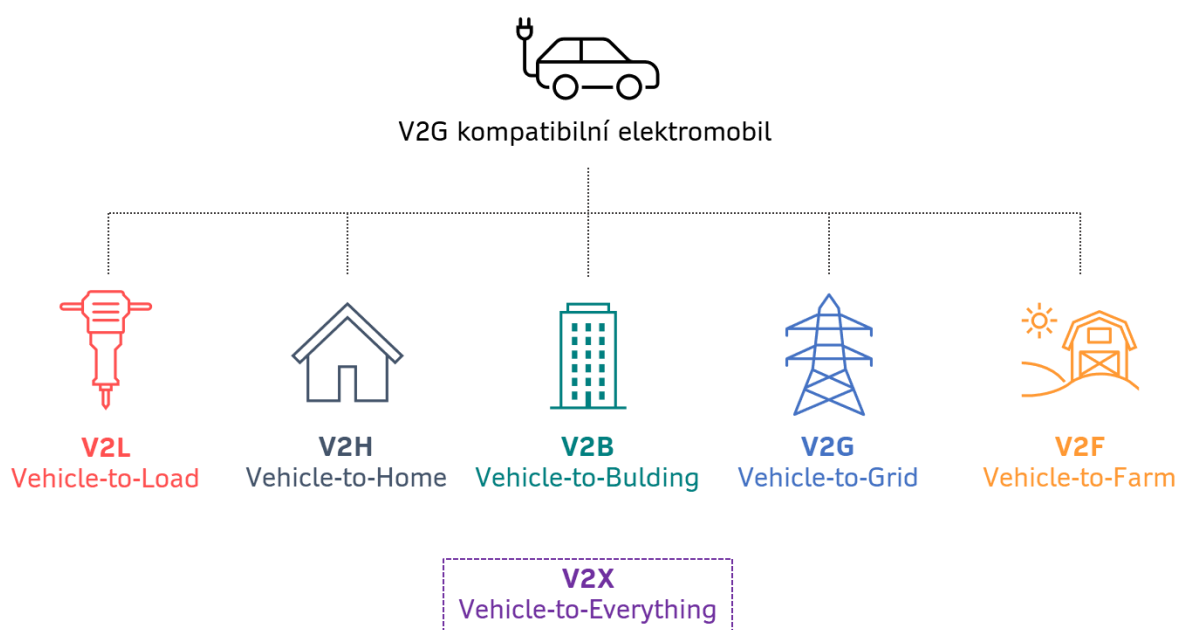 V2G kompatibilní elektromobil
V2L
Vehicle-to-Load
V2H
Vehicle-to-Home
V2B
Vehicle-to-Bulding
V2G
Vehicle-to-Grid
V2F
Vehicle-to-Farm
V2X
Vehicle-to-Everything